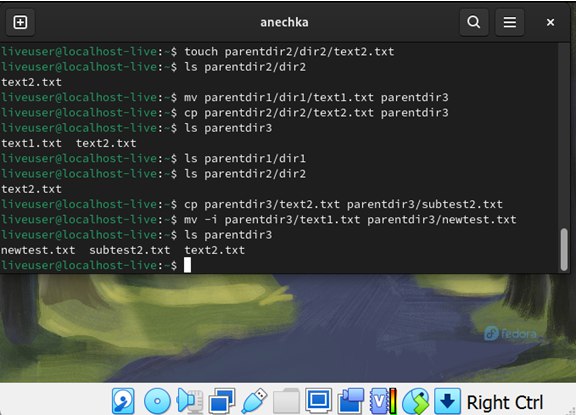 anechka
liveuser@localhost-live:~$ touch parentdir2/dir2/text2.txt
liveuser@localhost-live:~$ ls parentdir2/dir2
text2.txt
liveuser@localhost-live:~$ mv parentdir1/dir1/text1.txt parentdir3
liveuser@localhost-live:~$ cp parentdir2/dir2/text2.txt parentdir3
liveuser@localhost-live:~$ ls parentdir3
text1.txt  text2.txt
liveuser@localhost-live:~$ ls parentdir1/dir1
liveuser@localhost-live:~$ ls parentdir2/dir2
text2.txt
liveuser@localhost-live:~$ cp parentdir3/text2.txt parentdir3/subtest2.txt
liveuser@localhost-live:~$ mv -i parentdir3/text1.txt parentdir3/newtest.txt
liveuser@localhost-live:~$ ls parentdir3
newtest.txt  subtest2.txt  text2.txt
liveuser@localhost-live:~$
fedora
Right Ctrl